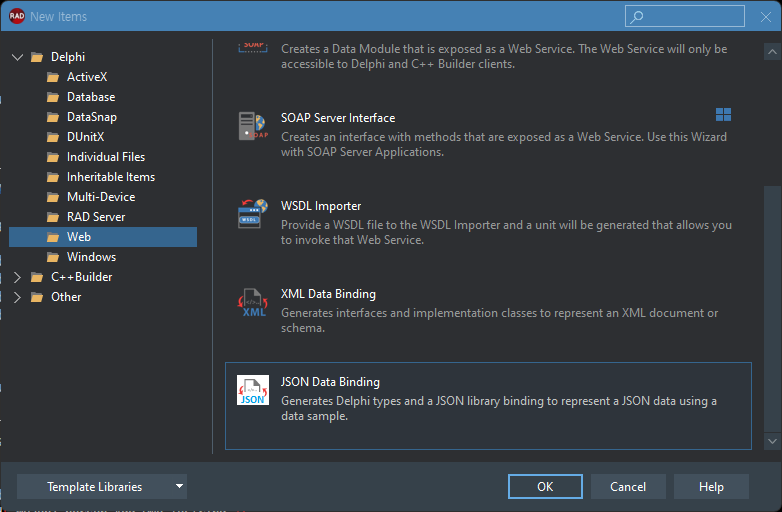 RAD New Items
Delphi
ActiveX
Database
DataSnap
DUnitX
Individual Files
Inheritable Items
Multi-Device
RAD Server
Web
Windows
C++Builder
Other
SOAP
Creates a Data Module that is exposed as a Web Service. The Web Service will only be
accessible to Delphi and C++ Builder clients.
SOAP
SOAP Server Interface
Creates an interface with methods that are exposed as a Web Service. Use this Wizard
with SOAP Server Applications.
WSDL
WSDL Importer
Provide a WSDL file to the WSDL Importer and a unit will be generated that allows you
to invoke that Web Service.
XML
XML Data Binding
Generates interfaces and implementation classes to represent an XML document or
schema.
JSON
JSON Data Binding
Generates Delphi types and a JSON library binding to represent a JSON data using a
data sample.
Template Libraries
OK
Cancel
Help